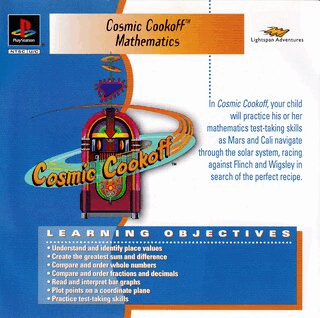 Cosmic Cookoff™
Mathematics
PlayStation
NTSC U/C
Lightspan Adventures
In Cosmic Cookoff, your child
will practice his or her
mathematics test-taking skills
as Mars and Cali navigate
through the solar system, racing
against Flinch and Wigsley in
search of the perfect recipe.
Cosmic Cookoff™
LEARNING OBJECTIVES
• Understand and identify place values
• Create the greatest sum and difference
• Compare and order whole numbers
• Compare and order fractions and decimals
• Read and interpret bar graphs
• Plot points on a coordinate plane
• Practice test-taking skills